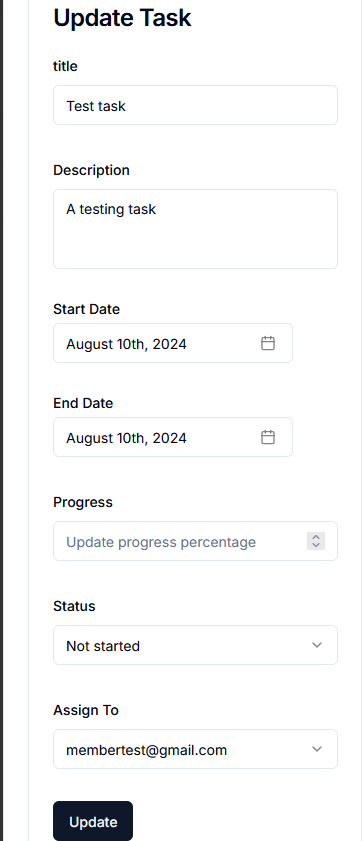 Update Task
title
Test task
Description
A testing task
Start Date
August 10th, 2024
End Date
August 10th, 2024
Progress
Update progress percentage
Status
Not started
Assign To
membertest@gmail.com
Update